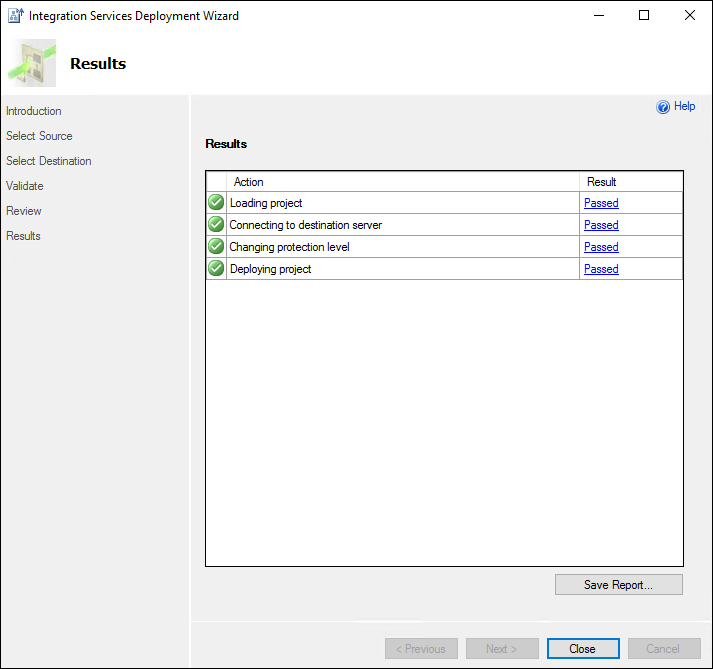 Integration Services Deployment Wizard
Results
Introduction
Select Source
Select Destination
Validate
Review
Results
Help
Results
Action Result
Loading project Passed
Connecting to destination server Passed
Changing protection level Passed
Deploying project Passed
Save Report...
< Previous Next > Close Cancel